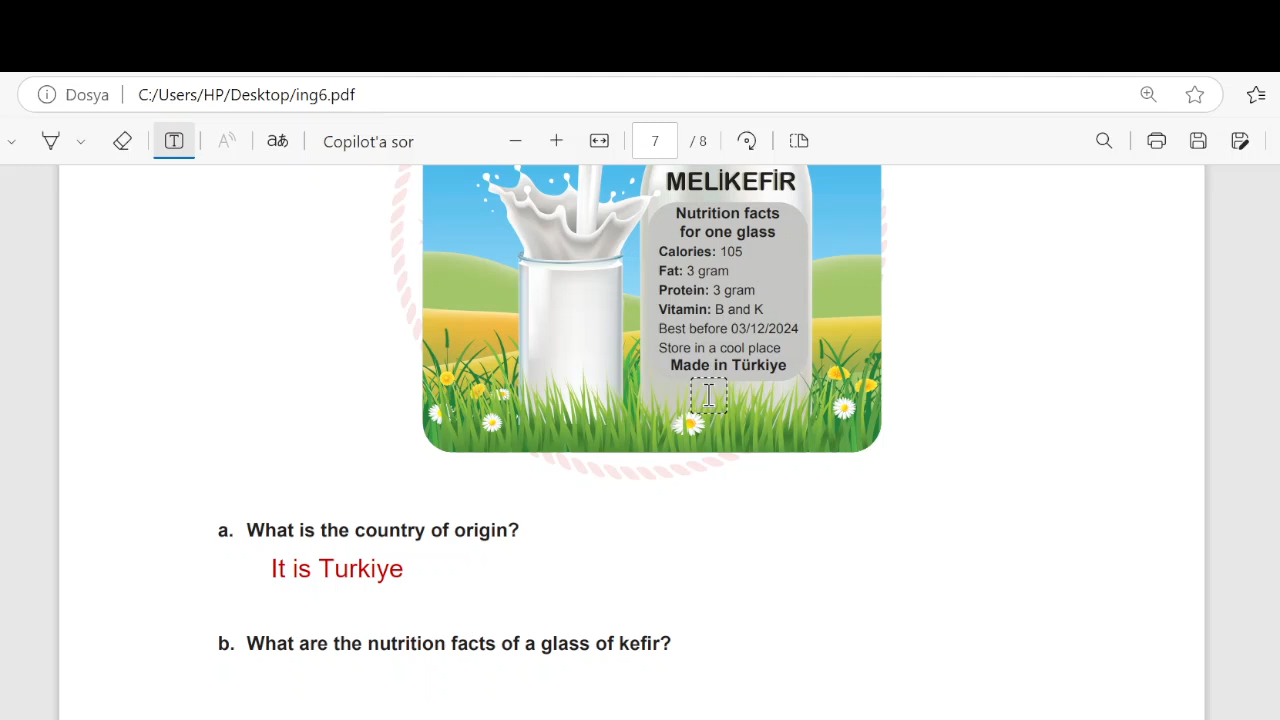 Dosya C:/Users/HP/Desktop/ing6.pdf
aあ Copilot'a sor 7 / 8
MELİKEFİR
Nutrition facts
for one glass
Calories: 105
Fat: 3 gram
Protein: 3 gram
Vitamin: B and K
Best before 03/12/2024
Store in a cool place
Made in Türkiye
a. What is the country of origin?
It is Turkiye
b. What are the nutrition facts of a glass of kefir?